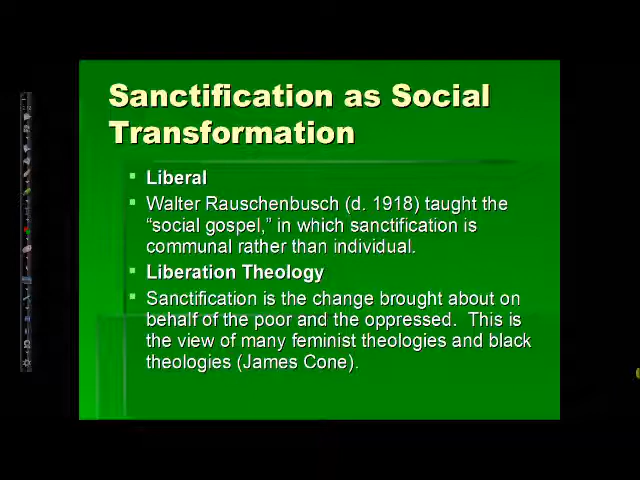 Sanctification as Social
Transformation
Liberal
Walter Rauschenbusch (d. 1918) taught the
“social gospel,” in which sanctification is
communal rather than individual.
Liberation Theology
Sanctification is the change brought about on
behalf of the poor and the oppressed.  This is
the view of many feminist theologies and black
theologies (James Cone).